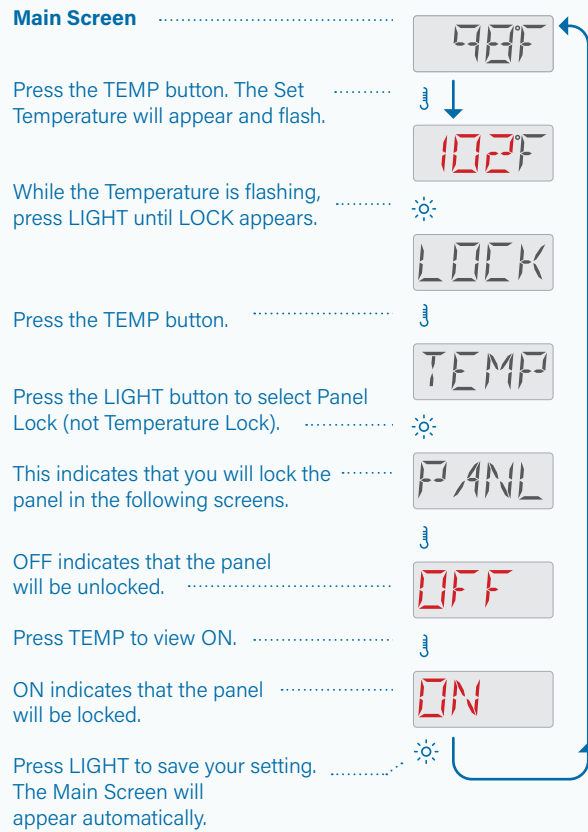 Main Screen
98°F
Press the TEMP button. The Set
Temperature will appear and flash.
102°F
While the Temperature is flashing,
press LIGHT until LOCK appears.
LOCK
Press the TEMP button.
TEMP
Press the LIGHT button to select Panel
Lock (not Temperature Lock).
This indicates that you will lock the
panel in the following screens.
PANL
OFF indicates that the panel
will be unlocked.
OFF
Press TEMP to view ON.
ON indicates that the panel
will be locked.
ON
Press LIGHT to save your setting.
The Main Screen will
appear automatically.